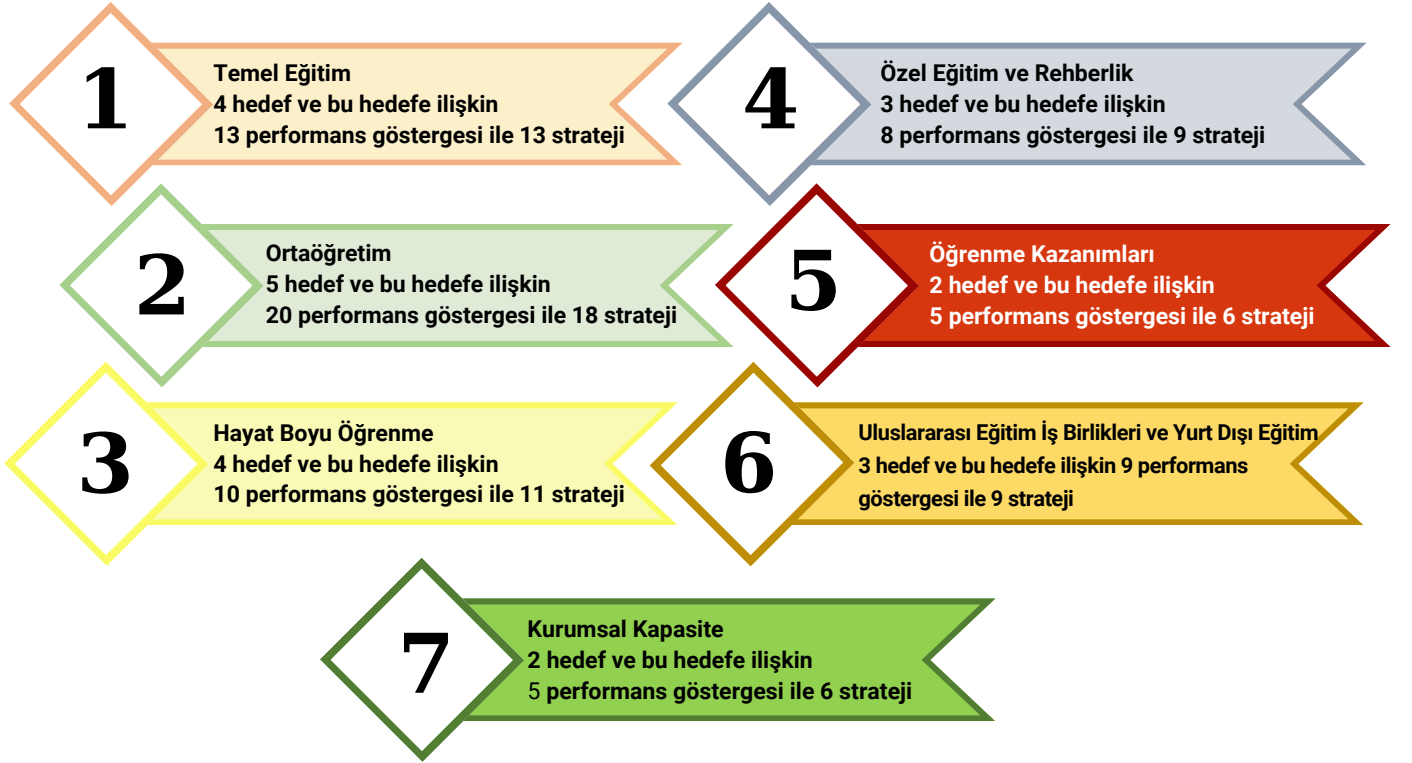 1
Temel Eğitim
4 hedef ve bu hedefe ilişkin
13 performans göstergesi ile 13 strateji
2
Ortaöğretim
5 hedef ve bu hedefe ilişkin
20 performans göstergesi ile 18 strateji
3
Hayat Boyu Öğrenme
4 hedef ve bu hedefe ilişkin
10 performans göstergesi ile 11 strateji
4
Özel Eğitim ve Rehberlik
3 hedef ve bu hedefe ilişkin
8 performans göstergesi ile 9 strateji
5
Öğrenme Kazanımları
2 hedef ve bu hedefe ilişkin
5 performans göstergesi ile 6 strateji
6
Uluslararası Eğitim İş Birlikleri ve Yurt Dışı Eğitim
3 hedef ve bu hedefe ilişkin 9 performans
göstergesi ile 9 strateji
7
Kurumsal Kapasite
2 hedef ve bu hedefe ilişkin
5 performans göstergesi ile 6 strateji